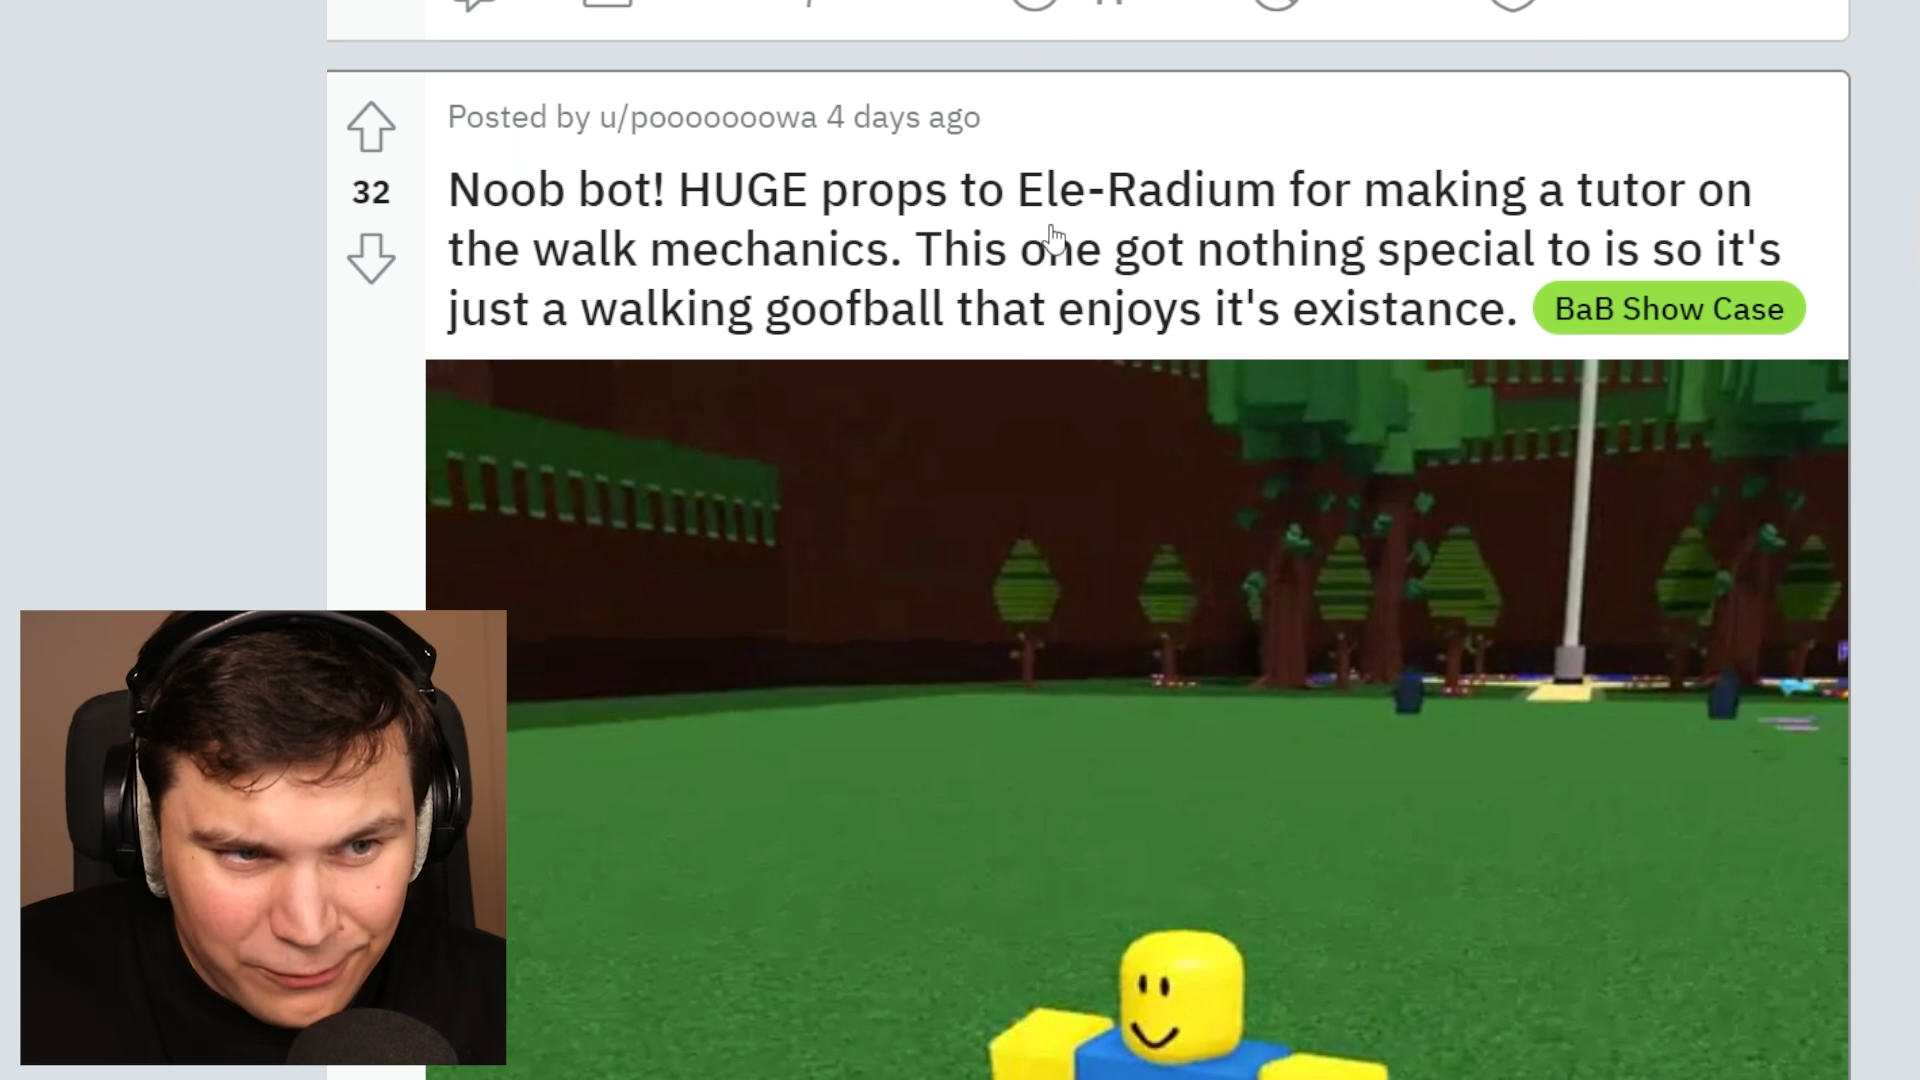 Posted by u/pooooooowa 4 days ago
32
Noob bot! HUGE props to Ele-Radium for making a tutor on
the walk mechanics. This one got nothing special to is so it's
just a walking goofball that enjoys it's existance. BaB Show Case